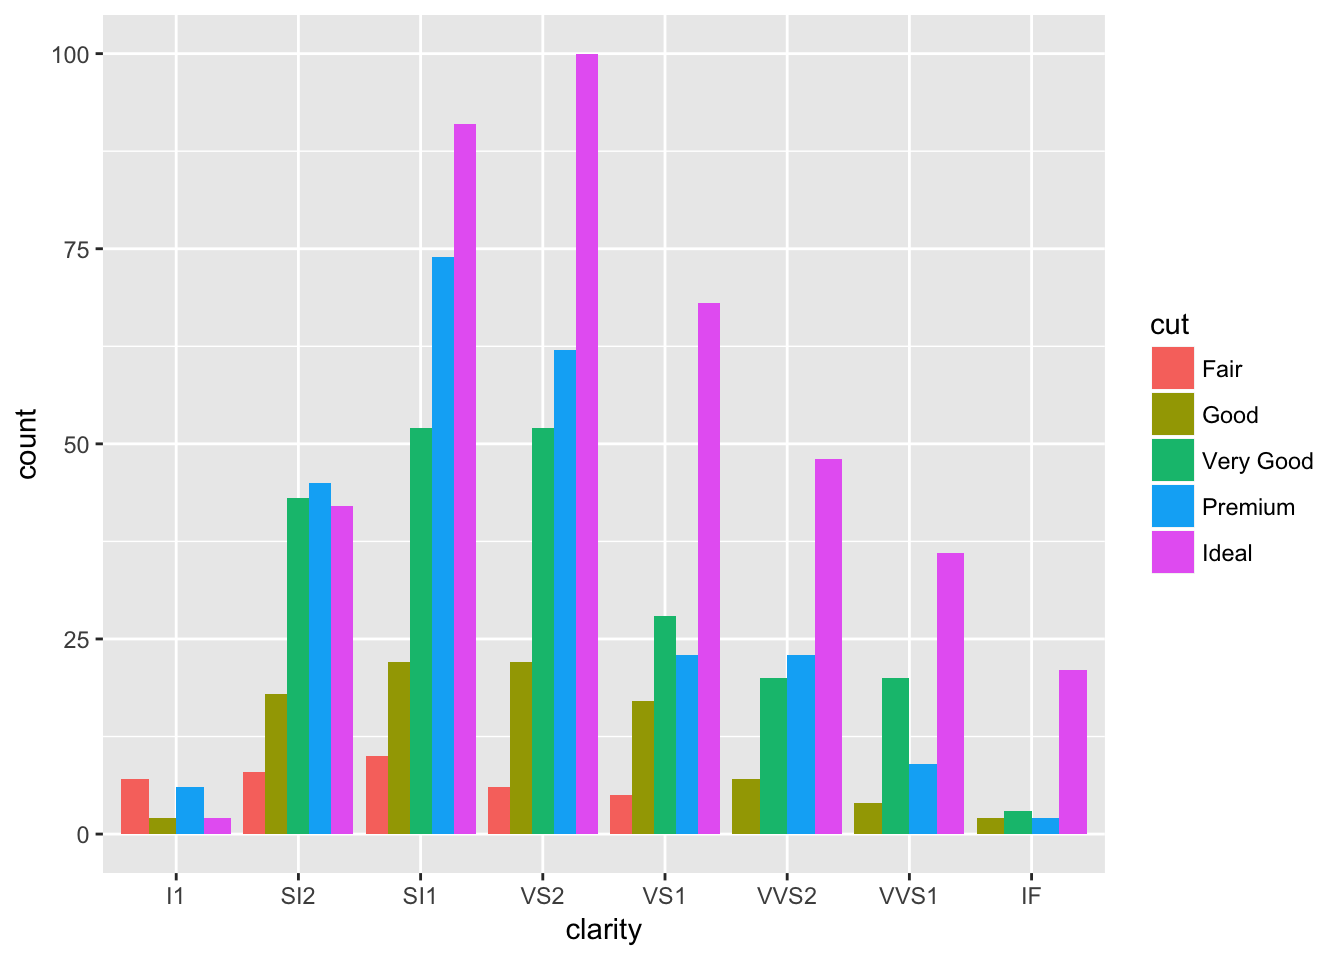 100
75
50
25
0
count
I1 SI2 SI1 VS2 VS1 VVS2 VVS1 IF
clarity
cut
Fair
Good
Very Good
Premium
Ideal